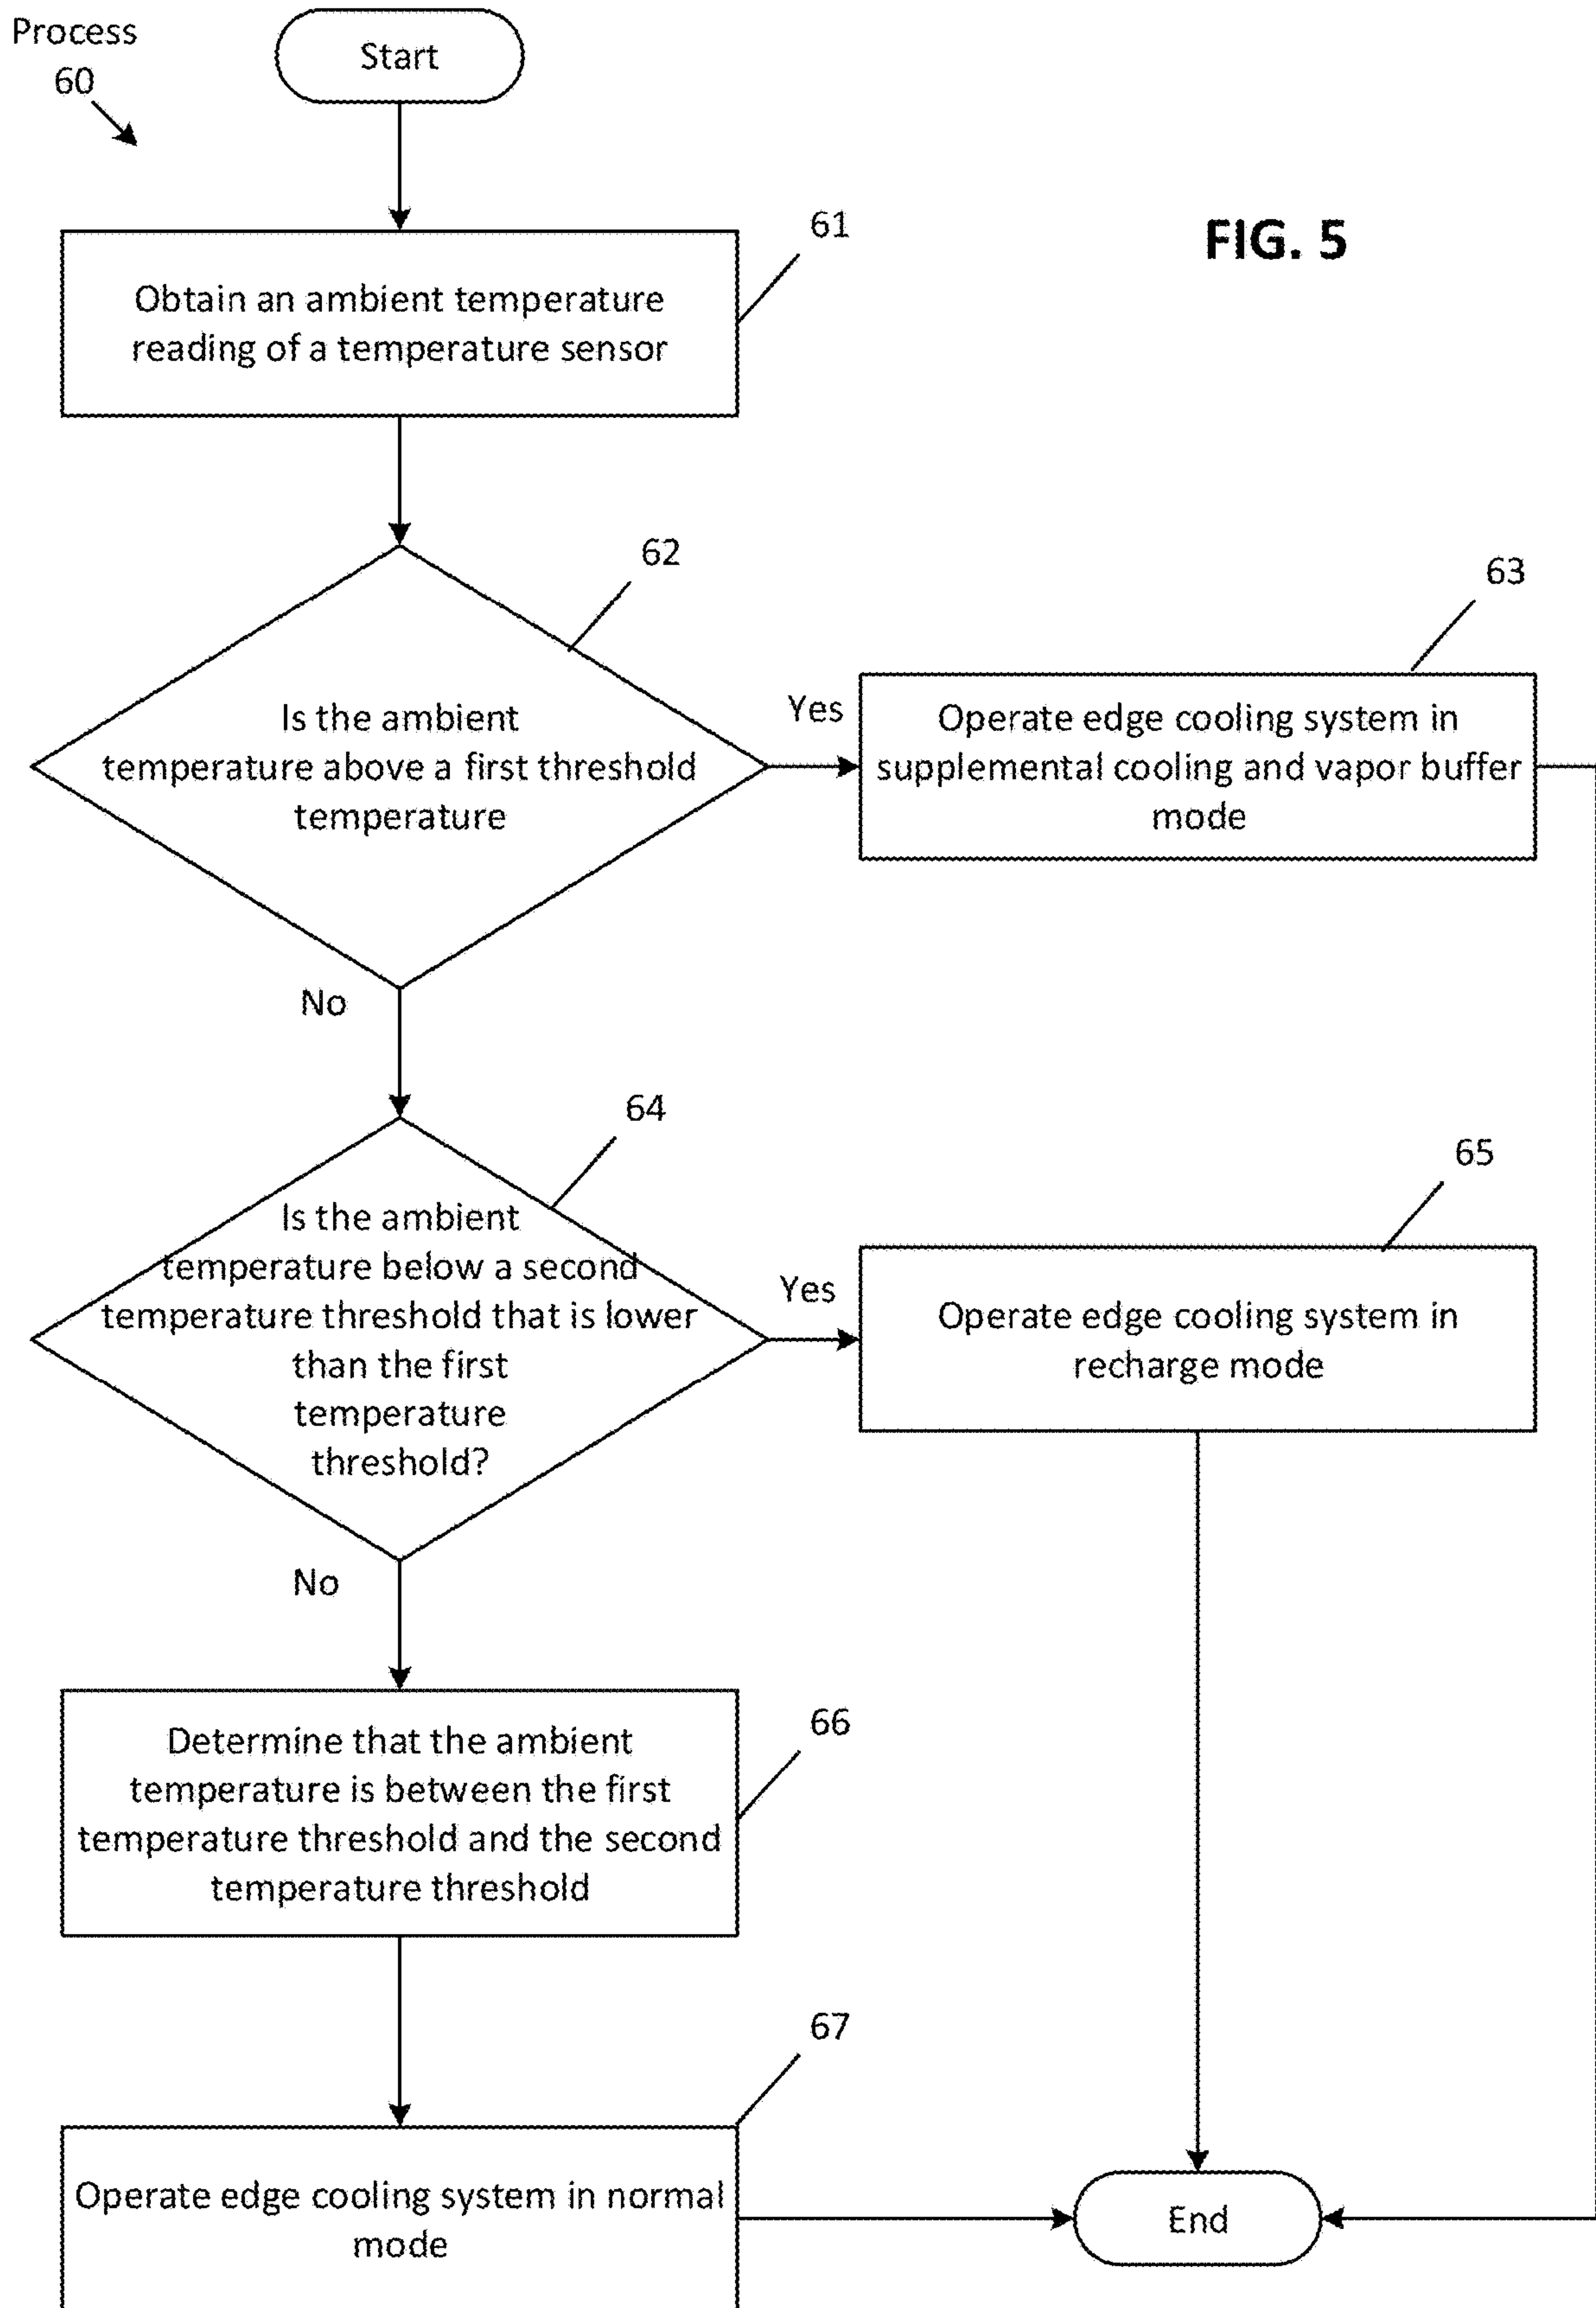 Process
60
Start
FIG. 5
61
Obtain an ambient temperature
reading of a temperature sensor
62
Is the ambient
temperature above a first threshold
temperature
Yes
63
Operate edge cooling system in
supplemental cooling and vapor buffer
mode
No
64
Is the ambient
temperature below a second
temperature threshold that is lower
than the first
temperature
threshold?
Yes
65
Operate edge cooling system in
recharge mode
No
66
Determine that the ambient
temperature is between the first
temperature threshold and the second
temperature threshold
67
Operate edge cooling system in normal
mode
End